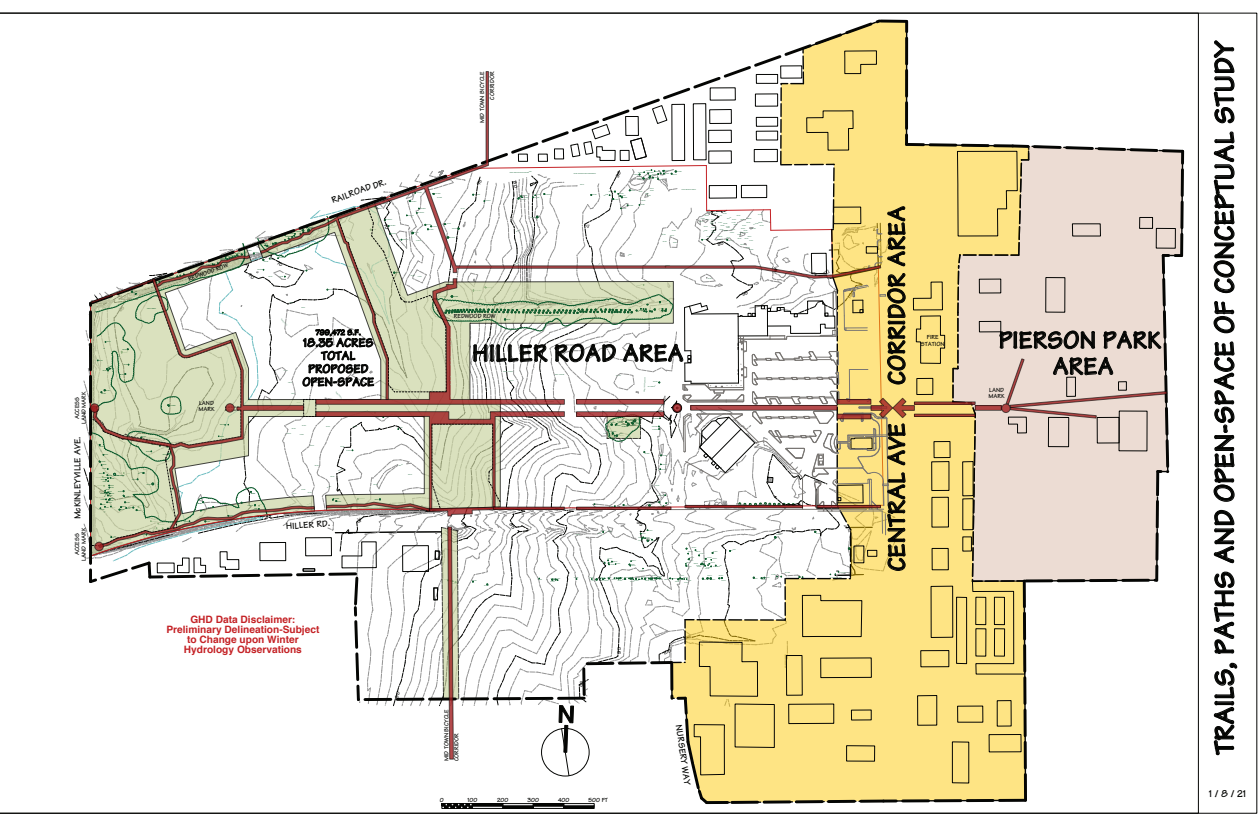 MID TOWN BICYCLE
CORRIDOR
RAILROAD DR.
REDWOOD ROW
799,472 S.F.
18.35 ACRES
TOTAL
PROPOSED
OPEN-SPACE
REDWOOD ROW
HILLER ROAD AREA
CENTRAL AVE CORRIDOR AREA
FIRE
STATION
PIERSON PARK
AREA
LAND
MARK
LAND
MARK
ACCESS
LAND MARK
McKINLEYVILLE AVE.
ACCESS
LAND MARK
HILLER RD.
GHD Data Disclaimer:
Preliminary Delineation-Subject
to Change upon Winter
Hydrology Observations
MID TOWN BICYCLE
CORRIDOR
N
NURSERY WAY
0 100 200 300 400 500 FT
TRAILS, PATHS AND OPEN-SPACE OF CONCEPTUAL STUDY
1 / 8 / 21